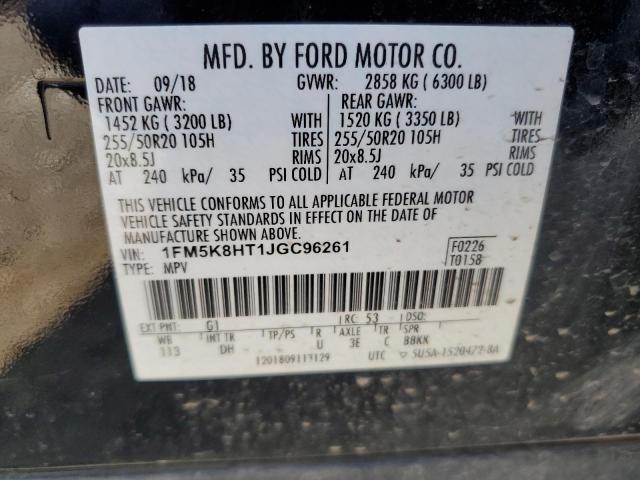 MFD. BY FORD MOTOR CO.
DATE: 09/18 GVWR: 2858 KG ( 6300 LB)
FRONT GAWR: REAR GAWR:
1452 KG ( 3200 LB) WITH 1520 KG ( 3350 LB) WITH
255/50R20 105H TIRES 255/50R20 105H TIRES
20x8.5J RIMS 20x8.5J RIMS
AT 240 kPa/ 35 PSI COLD AT 240 kPa/ 35 PSI COLD
THIS VEHICLE CONFORMS TO ALL APPLICABLE FEDERAL MOTOR
VEHICLE SAFETY STANDARDS IN EFFECT ON THE DATE OF
MANUFACTURE SHOWN ABOVE.
VIN: 1FM5K8HT1JGC96261 F0226
TYPE: MPV T0158
EXT PNT: G1 RC: 53 DSO:
WB INT TR TP/PS R AXLE TR SPR
113 DH U 3E C BBKK
1201809113129 UTC ▽ 5U5A-1520472-BA